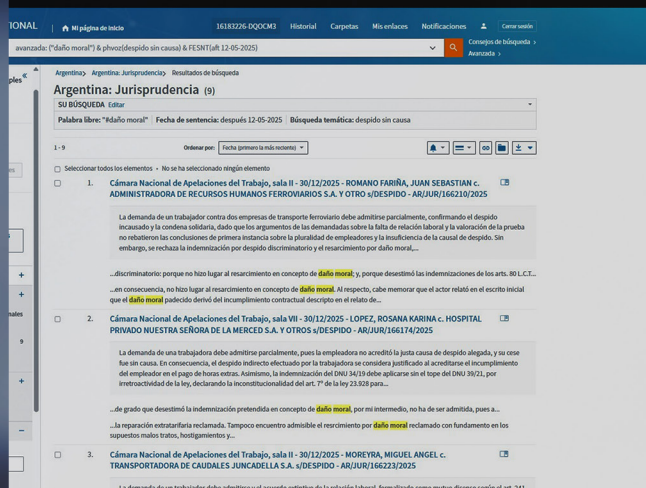 IONAL
Mi página de Inicio
16183226-DQOCM3 Historial Carpetas Mis enlaces Notificaciones Cerrar sesión
avanzada: ("daño moral") & phvoz(despido sin causa) & FESNT(aft 12-05-2025)
Consejos de búsqueda ›
Avanzada ›
ples
Argentina› Argentina: Jurisprudencia› Resultados de búsqueda
Argentina: Jurisprudencia (9)
SU BÚSQUEDA Editar
Palabra libre: "#daño moral" Fecha de sentencia: después 12-05-2025 Búsqueda temática: despido sin causa
1 - 9 Ordenar por: Fecha (primero la más reciente)
Seleccionar todos los elementos • No se ha seleccionado ningún elemento
1. Cámara Nacional de Apelaciones del Trabajo, sala II - 30/12/2025 - ROMANO FARIÑA, JUAN SEBASTIAN c.
ADMINISTRADORA DE RECURSOS HUMANOS FERROVIARIOS S.A. Y OTRO s/DESPIDO - AR/JUR/166210/2025
La demanda de un trabajador contra dos empresas de transporte ferroviario debe admitirse parcialmente, confirmando el despido
incausado y la condena solidaria, dado que los argumentos de las demandadas sobre la falta de relación laboral y la valoración de la prueba
no rebatieron las conclusiones de primera instancia sobre la pluralidad de empleadores y la insuficiencia de la causal de despido. Sin
embargo, se rechaza la indemnización por despido discriminatorio y el resarcimiento por daño moral,...
...discriminatorio: porque no hizo lugar al resarcimiento en concepto de daño moral; y, porque desestimó las indemnizaciones de los arts. 80 L.C.T...
...en consecuencia, no hizo lugar al resarcimiento en concepto de daño moral. Al respecto, cabe memorar que el actor relató en el escrito inicial
que el daño moral padecido derivó del incumplimiento contractual descripto en el relato de...
2. Cámara Nacional de Apelaciones del Trabajo, sala VII - 30/12/2025 - LOPEZ, ROSANA KARINA c. HOSPITAL
PRIVADO NUESTRA SEÑORA DE LA MERCED S.A. Y OTROS s/DESPIDO - AR/JUR/166174/2025
La demanda de una trabajadora debe admitirse parcialmente, pues la empleadora no acreditó la justa causa de despido alegada, y su cese
fue sin causa. En consecuencia, el despido indirecto efectuado por la trabajadora se considera justificado al acreditarse el incumplimiento
del empleador en el pago de horas extras. Asimismo, la indemnización del DNU 34/19 debe aplicarse sin el tope del DNU 39/21, por
irretroactividad de la ley, declarando la inconstitucionalidad del art. 7° de la ley 23.928 para...
...de grado que desestimó la indemnización pretendida en concepto de daño moral, por mi intermedio, no ha de ser admitida, pues a...
...la reparación extratarifaria reclamada. Tampoco encuentro admisible el resrcimiento por daño moral reclamado con fundamento en los
supuestos malos tratos, hostigamientos y...
nales
9
3. Cámara Nacional de Apelaciones del Trabajo, sala II - 30/12/2025 - MOREYRA, MIGUEL ANGEL c.
TRANSPORTADORA DE CAUDALES JUNCADELLA S.A. s/DESPIDO - AR/JUR/166223/2025